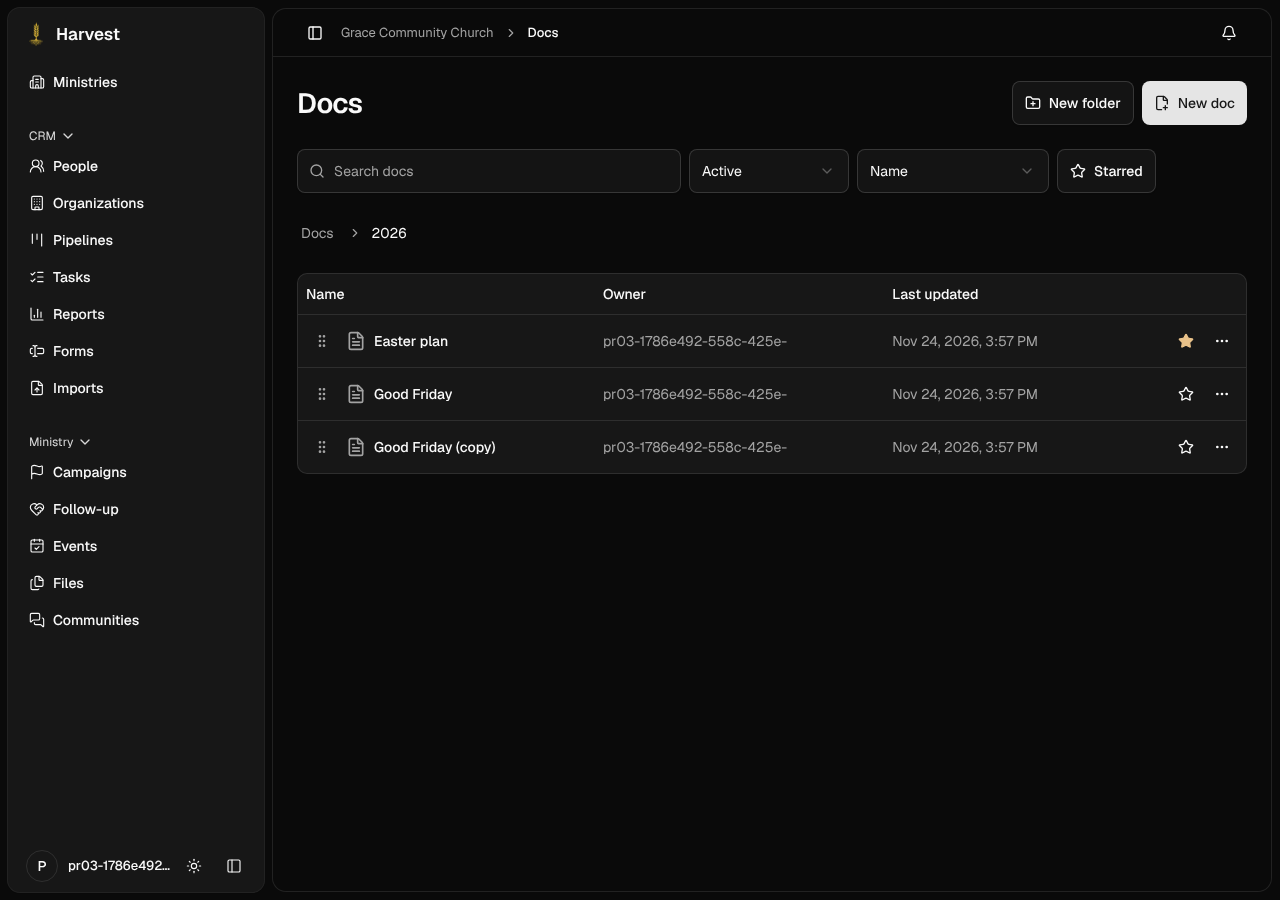 Harvest
Grace Community Church
Docs
Ministries
Docs
New folder
New doc
CRM
People
Organizations
Pipelines
Tasks
Reports
Forms
Imports
Ministry
Campaigns
Follow-up
Events
Files
Communities
Search docs
Active
Name
Starred
Docs
2026
Name Owner Last updated
Easter plan pr03-1786e492-558c-425e- Nov 24, 2026, 3:57 PM
Good Friday pr03-1786e492-558c-425e- Nov 24, 2026, 3:57 PM
Good Friday (copy) pr03-1786e492-558c-425e- Nov 24, 2026, 3:57 PM
P
pr03-1786e492...